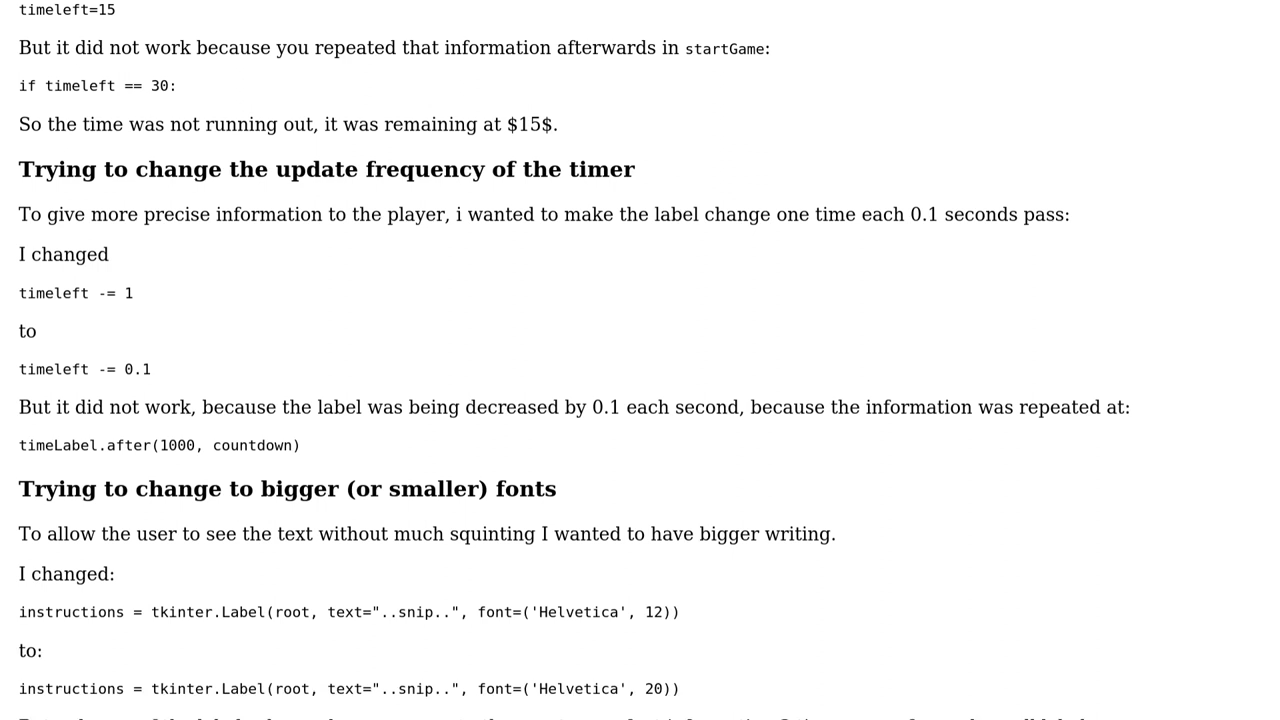 timeleft=15
But it did not work because you repeated that information afterwards in startGame:
if timeleft == 30:
So the time was not running out, it was remaining at $15$.
Trying to change the update frequency of the timer
To give more precise information to the player, i wanted to make the label change one time each 0.1 seconds pass:
I changed
timeleft -= 1
to
timeleft -= 0.1
But it did not work, because the label was being decreased by 0.1 each second, because the information was repeated at:
timeLabel.after(1000, countdown)
Trying to change to bigger (or smaller) fonts
To allow the user to see the text without much squinting I wanted to have bigger writing.
I changed:
instructions = tkinter.Label(root, text="..snip..", font=('Helvetica', 12))
to:
instructions = tkinter.Label(root, text="..snip..", font=('Helvetica', 20))